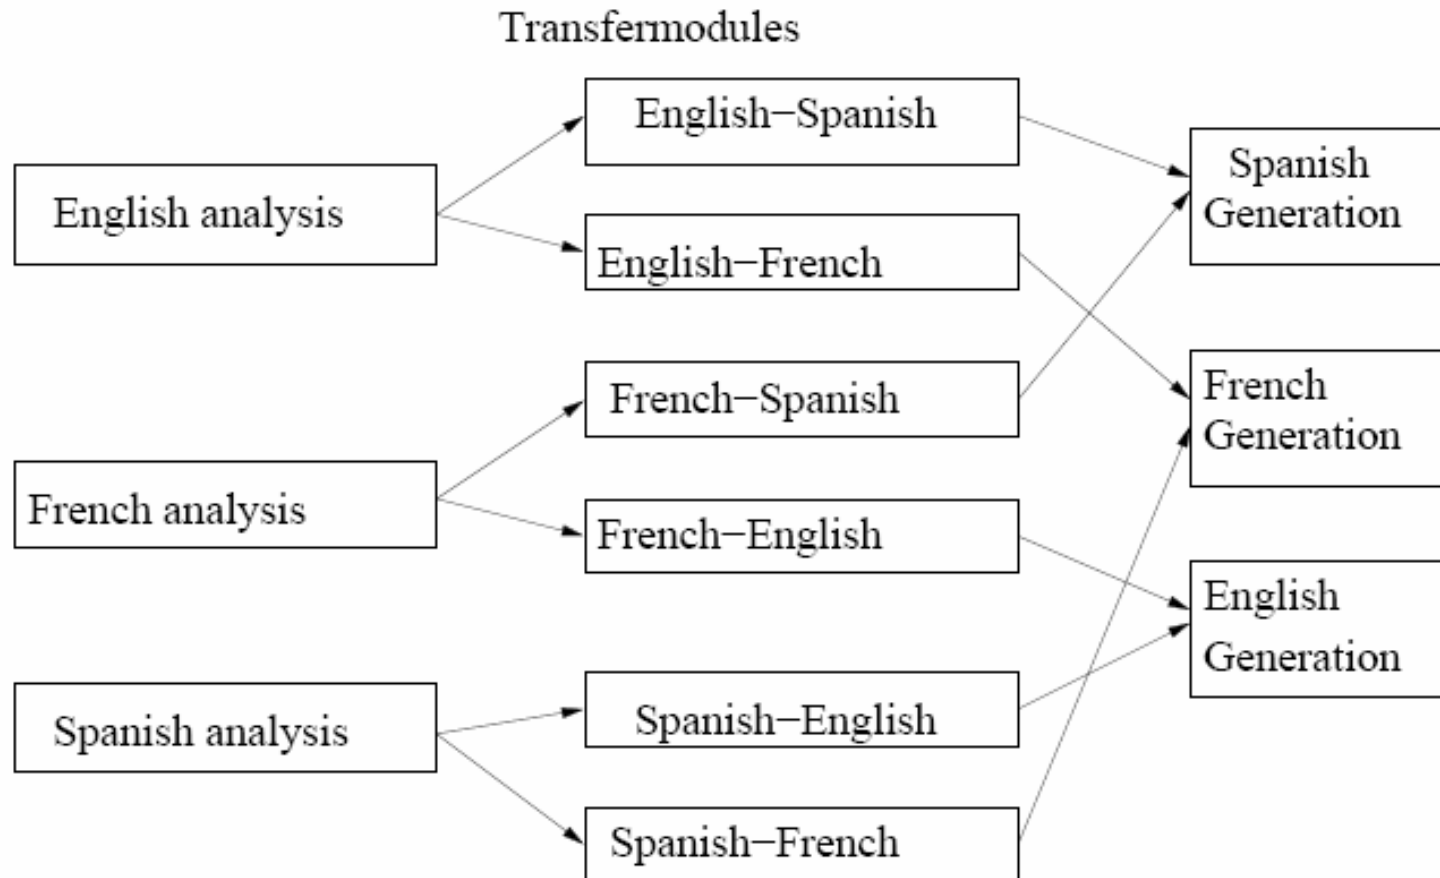 Transfermodules
English−Spanish
Spanish
Generation
English analysis
English−French
French−Spanish
French
Generation
French analysis
French−English
English
Generation
Spanish analysis
Spanish−English
Spanish−French